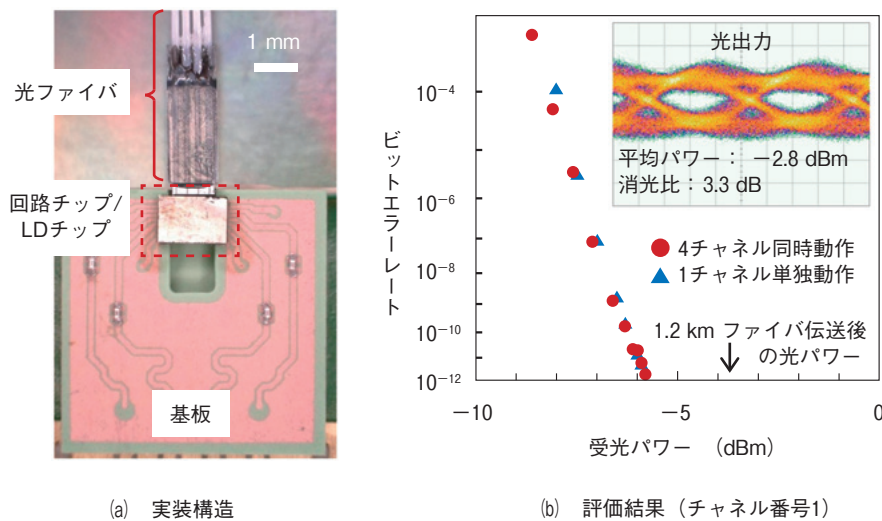 1 mm
光ファイバ
回路チップ/
LDチップ
基板
(a) 実装構造
ビットエラーレート
10⁻⁴
10⁻⁶
10⁻⁸
10⁻¹⁰
10⁻¹²
光出力
平均パワー： −2.8 dBm
消光比：3.3 dB
4チャネル同時動作
1チャネル単独動作
1.2 km ファイバ伝送後
の光パワー
−10
−5
0
受光パワー （dBm）
(b) 評価結果（チャネル番号1）